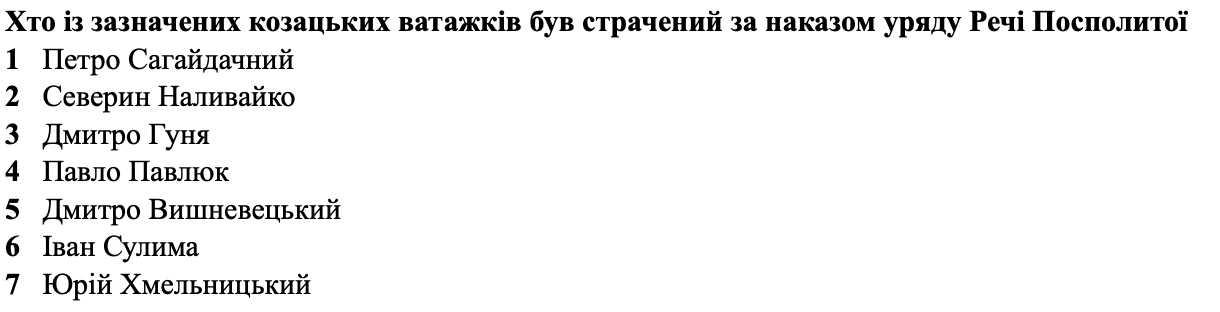 Хто із зазначених козацьких ватажків був страчений за наказом уряду Речі Посполитої
1 Петро Сагайдачний
2 Северин Наливайко
3 Дмитро Гуня
4 Павло Павлюк
5 Дмитро Вишневецький
6 Іван Сулима
7 Юрій Хмельницький